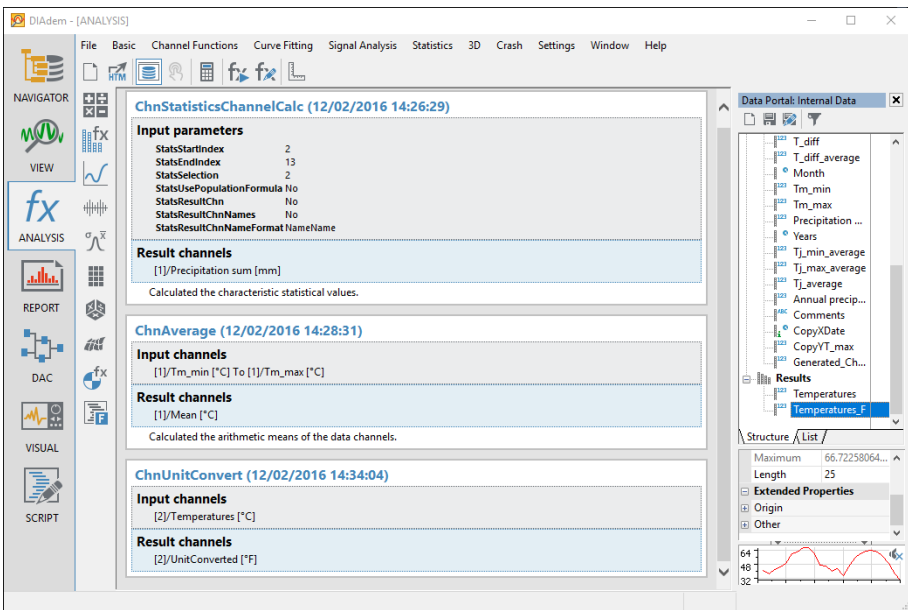 DIAdem - [ANALYSIS]
File Basic Channel Functions Curve Fitting Signal Analysis Statistics 3D Crash Settings Window Help
HTM
NAVIGATOR
VIEW
fx
ANALYSIS
REPORT
DAC
VISUAL
SCRIPT
ChnStatisticsChannelCalc (12/02/2016 14:26:29)
Input parameters
StatsStartIndex 2
StatsEndIndex 13
StatsSelection 2
StatsUsePopulationFormula No
StatsResultChn No
StatsResultChnNames No
StatsResultChnNameFormat NameName
Result channels
[1]/Precipitation sum [mm]
Calculated the characteristic statistical values.
ChnAverage (12/02/2016 14:28:31)
Input channels
[1]/Tm_min [°C] To [1]/Tm_max [°C]
Result channels
[1]/Mean [°C]
Calculated the arithmetic means of the data channels.
ChnUnitConvert (12/02/2016 14:34:04)
Input channels
[2]/Temperatures [°C]
Result channels
[2]/UnitConverted [°F]
Data Portal: Internal Data
T_diff
T_diff_average
Month
Tm_min
Tm_max
Precipitation ...
Years
Tj_min_average
Tj_max_average
Tj_average
Annual precip...
Comments
CopyXDate
CopyYT_max
Generated_Ch...
Results
Temperatures
Temperatures_F
Structure List
Maximum 66.72258064...
Length 25
Extended Properties
Origin
Other
64
48
32